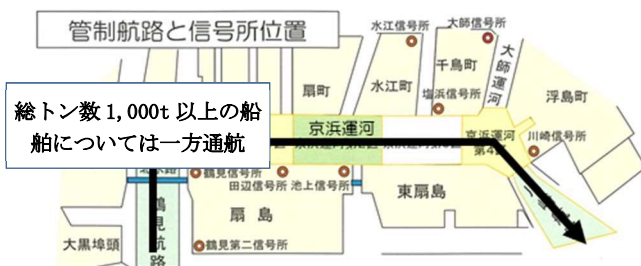 管制航路と信号所位置
水江信号所
大師信号所
大師運河
扇町
水江町
千鳥町
塩浜信号所
浮島町
総トン数 1,000t 以上の船
舶については一方通航
京浜運河
京浜運河
第4区
川崎信号所
鶴見信号所
田辺信号所
池上信号所
鶴見航路
扇島
東扇島
大黒埠頭
鶴見第二信号所